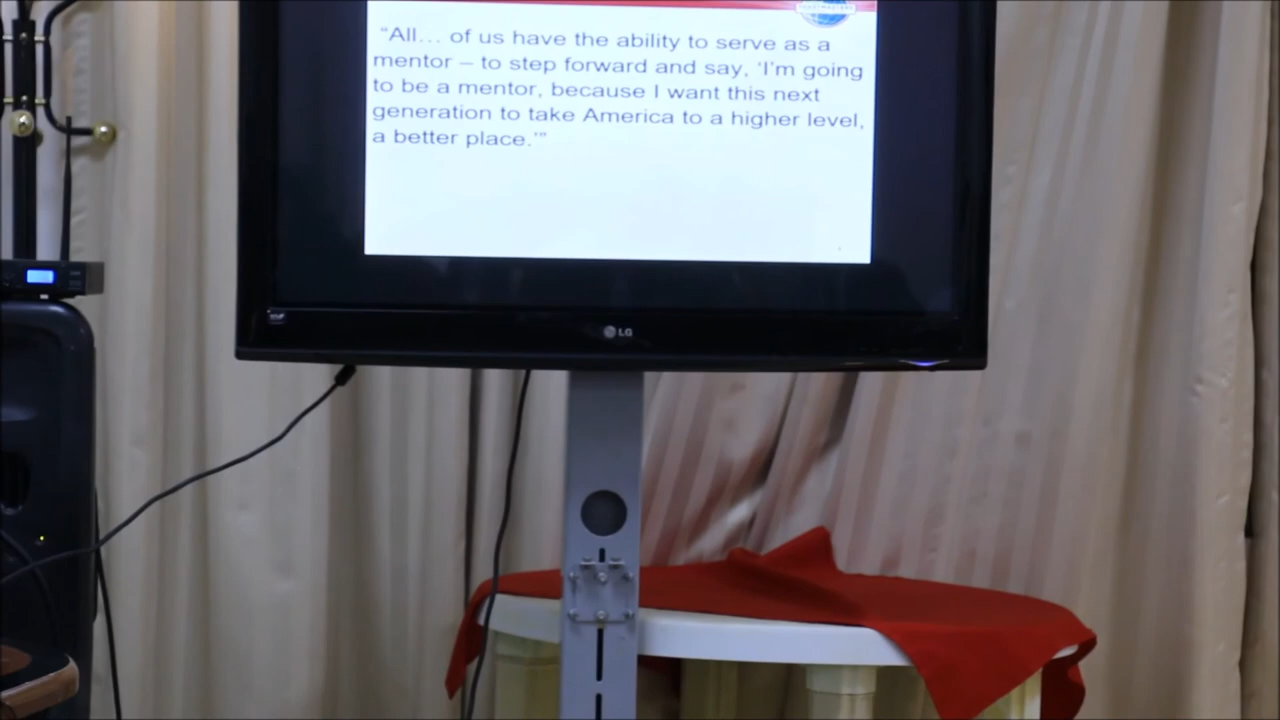 TOASTMASTERS
“All… of us have the ability to serve as a
mentor – to step forward and say, ‘I’m going
to be a mentor, because I want this next
generation to take America to a higher level,
a better place.’”
LG